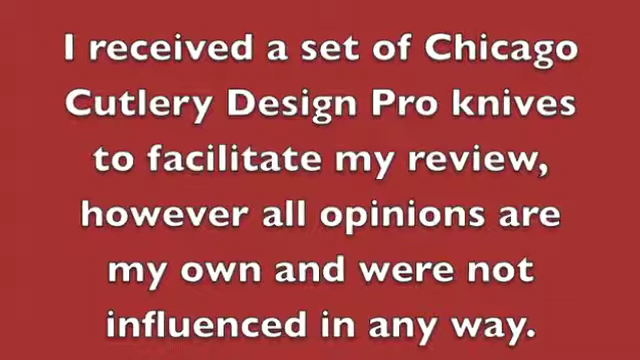 I received a set of Chicago
Cutlery Design Pro knives
to facilitate my review,
however all opinions are
my own and were not
influenced in any way.